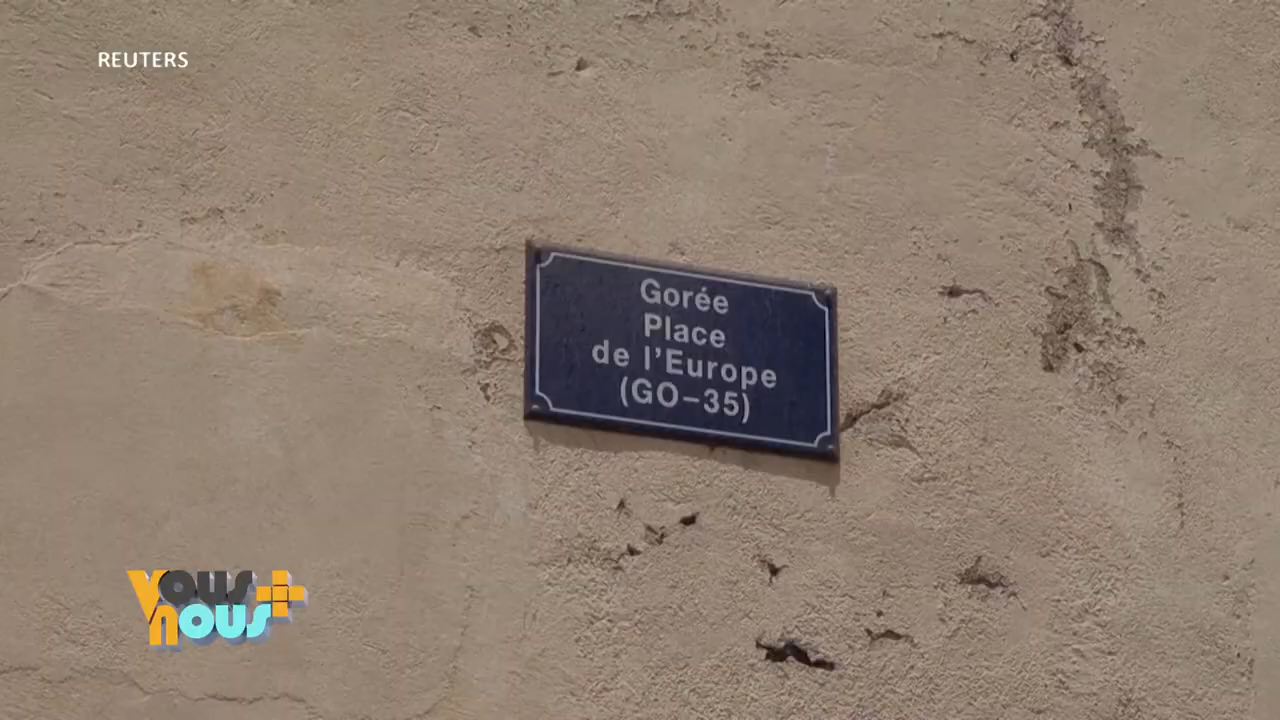 REUTERS
Gorée
Place
de l'Europe
(GO-35)
vous
nous